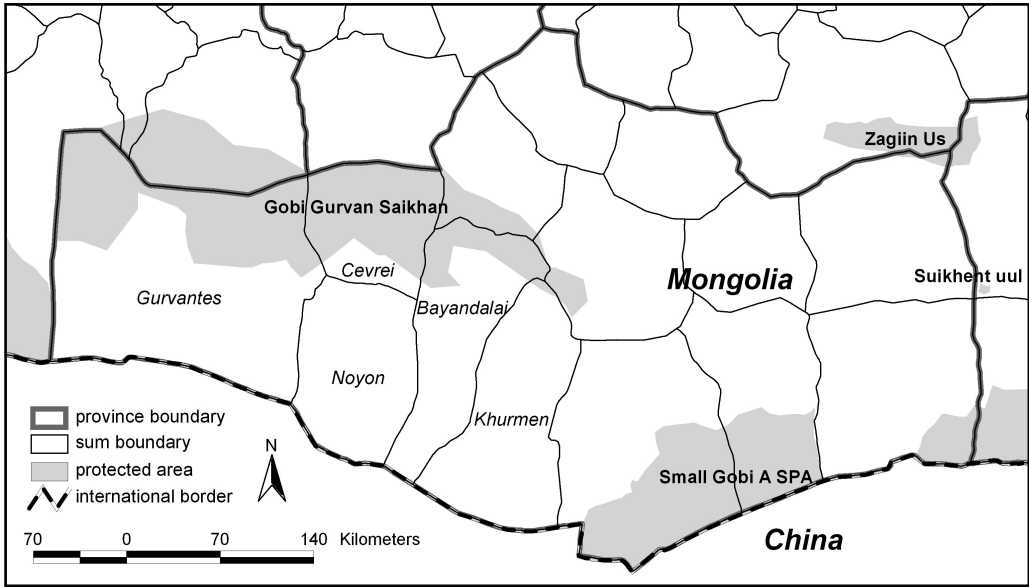 Zagiin Us
Gobi Gurvan Saikhan
Cevrei
Mongolia
Suikhent uul
Gurvantes
Bayandalai
Noyon
Khurmen
province boundary
sum boundary
protected area
international border
N
Small Gobi A SPA
China
70 0 70 140 Kilometers